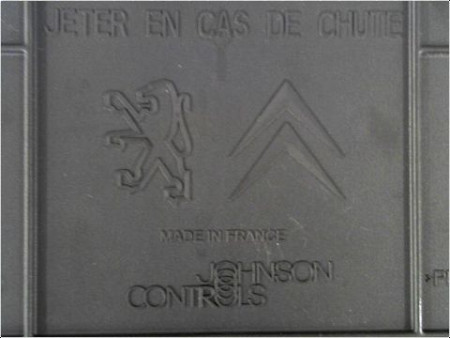 JETER EN CAS DE CHUTE
MADE IN FRANCE
JOHNSON
CONTROLS